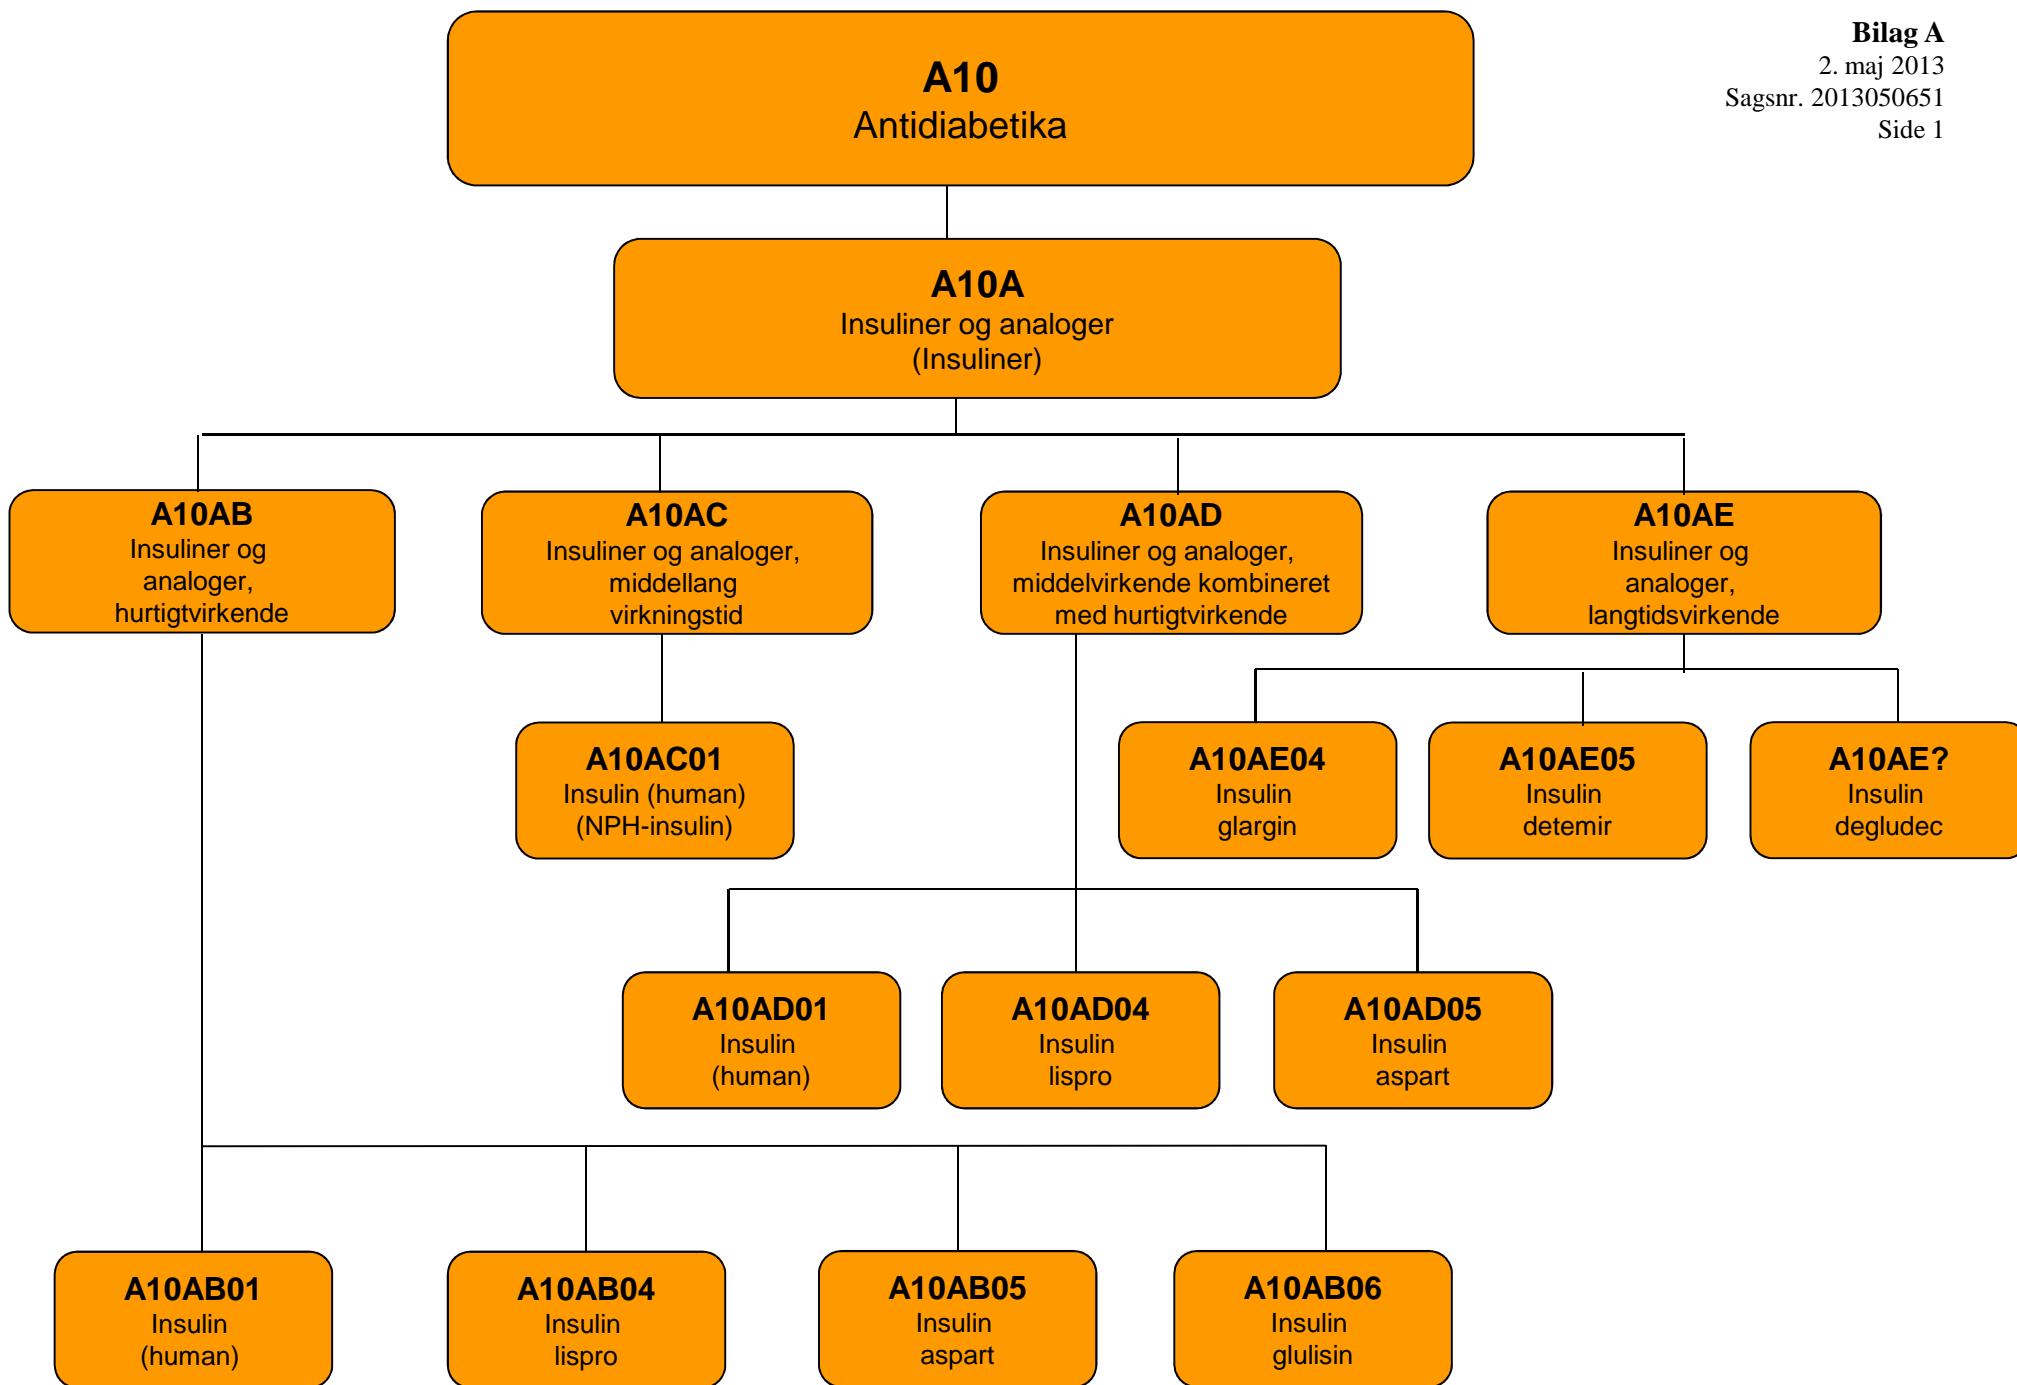 Bilag A
2. maj 2013
Sagsnr. 2013050651
Side 1
A10
Antidiabetika
A10A
Insuliner og analoger
(Insuliner)
A10AB
Insuliner og
analoger,
hurtigtvirkende
A10AC
Insuliner og analoger,
middellang
virkningstid
A10AD
Insuliner og analoger,
middelvirkende kombineret
med hurtigtvirkende
A10AE
Insuliner og
analoger,
langtidsvirkende
A10AC01
Insulin (human)
(NPH-insulin)
A10AE04
Insulin
glargin
A10AE05
Insulin
detemir
A10AE?
Insulin
degludec
A10AD01
Insulin
(human)
A10AD04
Insulin
lispro
A10AD05
Insulin
aspart
A10AB01
Insulin
(human)
A10AB04
Insulin
lispro
A10AB05
Insulin
aspart
A10AB06
Insulin
glulisin